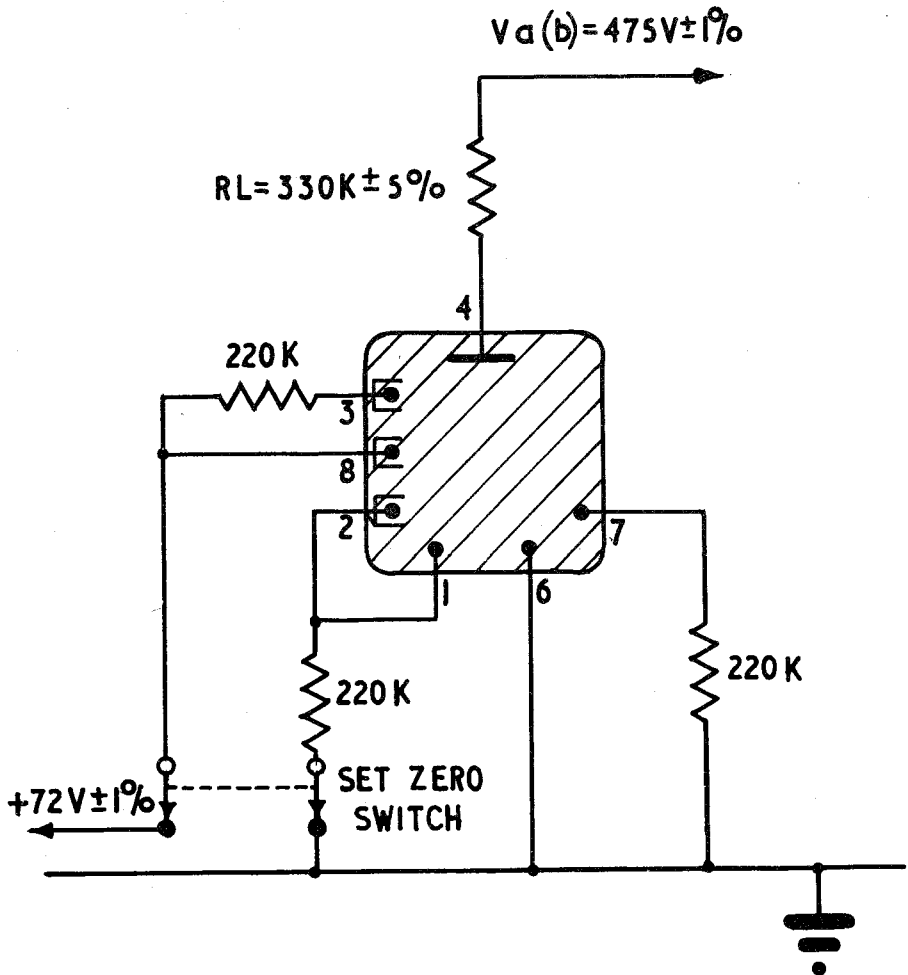 Va(b)=475V±1%
RL=330K±5%
4
220K
3
8
2
7
1
6
220K
220K
+72V±1%
SET ZERO
SWITCH